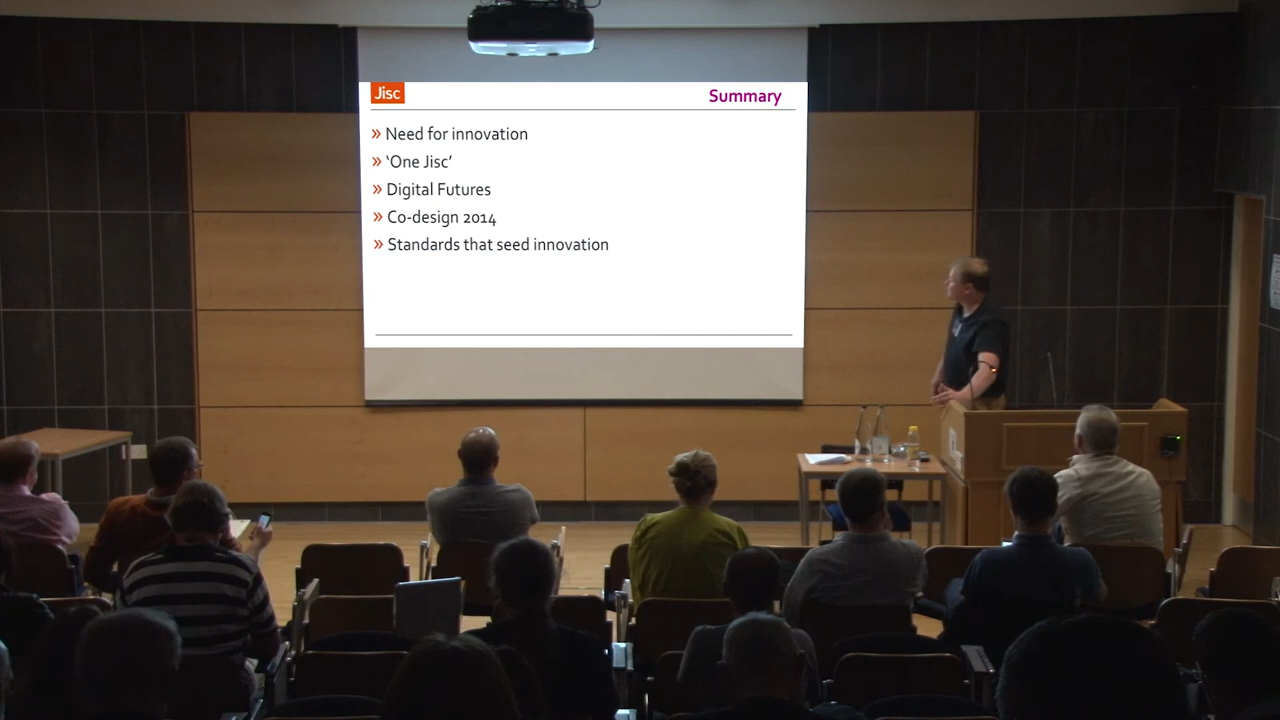 Jisc
Summary
» Need for innovation
» ‘One Jisc’
» Digital Futures
» Co-design 2014
» Standards that seed innovation